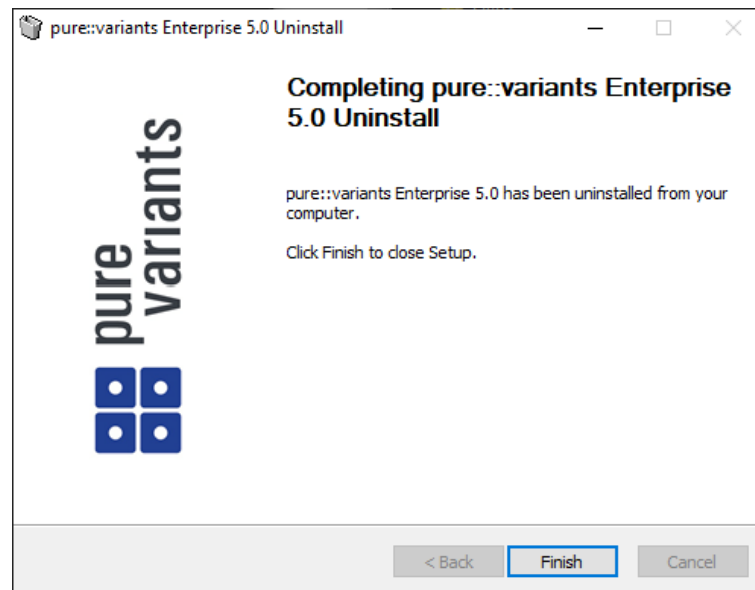 pure::variants Enterprise 5.0 Uninstall
Completing pure::variants Enterprise
5.0 Uninstall
pure::variants Enterprise 5.0 has been uninstalled from your
computer.
Click Finish to close Setup.
pure
variants
< Back
Finish
Cancel